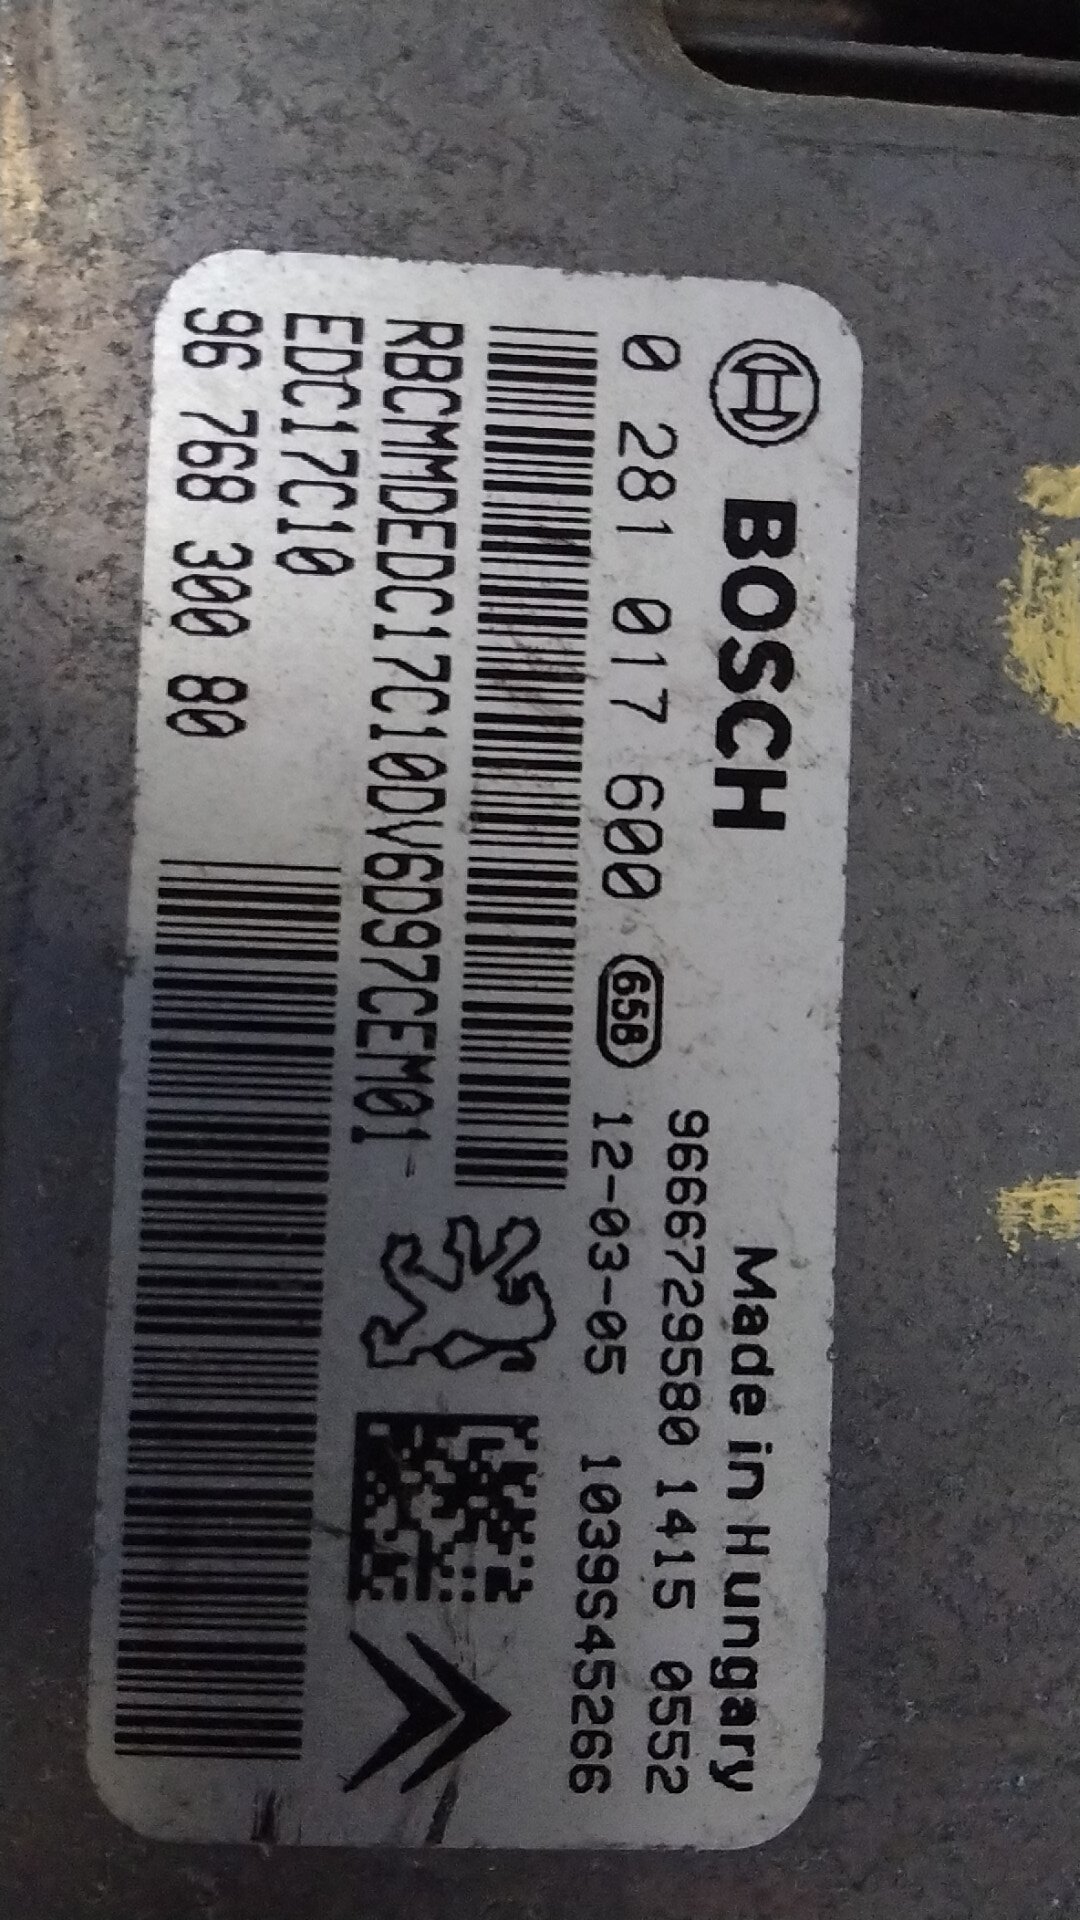 BOSCH
Made in Hungary
9666729580 1415 0552
0 281 017 600 65B 12-03-05 1039S45266
RBCMMDEDC17C10DV6D97CEM01-
EDC17C10
96 768 300 80